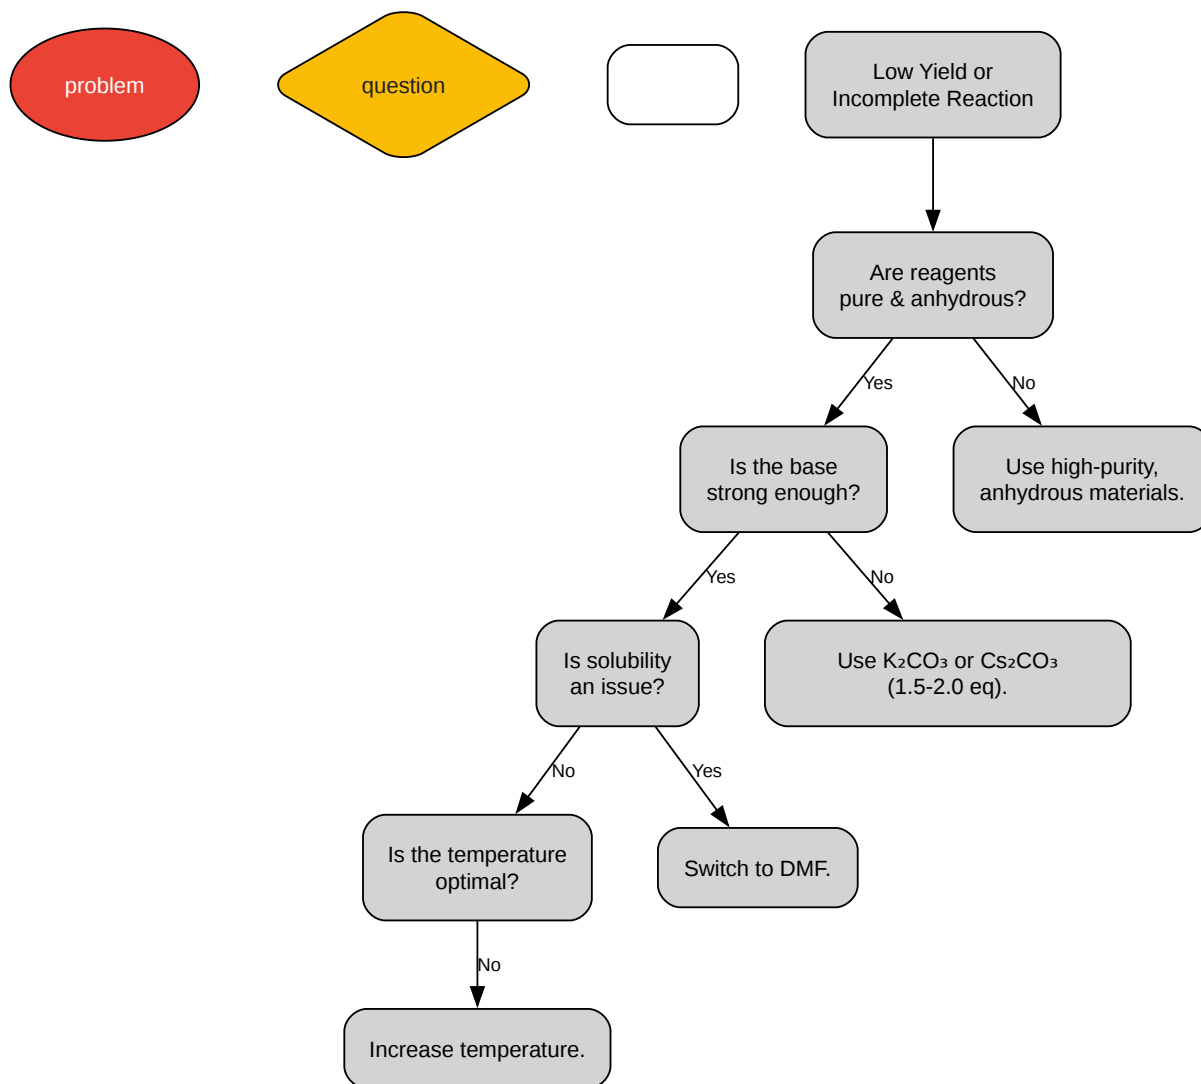 problem
question
Low Yield or
Incomplete Reaction
Are reagents
pure & anhydrous?
Yes
No
Is the base
strong enough?
Use high-purity,
anhydrous materials.
Yes
No
Is solubility
an issue?
Use K₂CO₃ or Cs₂CO₃
(1.5-2.0 eq).
No
Yes
Is the temperature
optimal?
Switch to DMF.
No
Increase temperature.